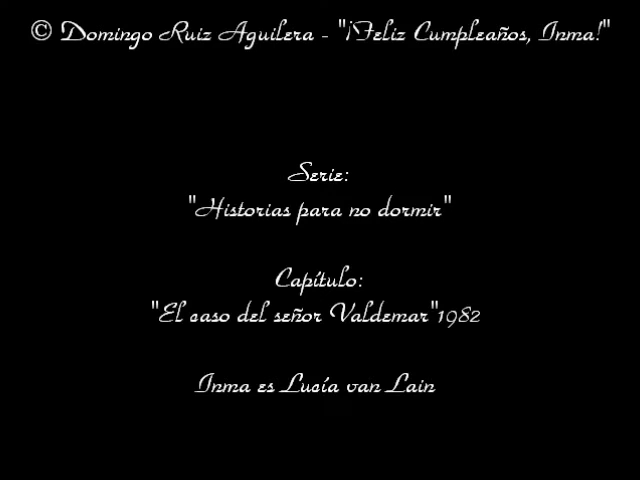 © Domingo Ruiz Aguilera - "¡Feliz Cumpleaños, Inma!"
Serie:
"Historias para no dormir"
Capítulo:
"El caso del señor Valdemar"1982
Inma es Lucía van Lain